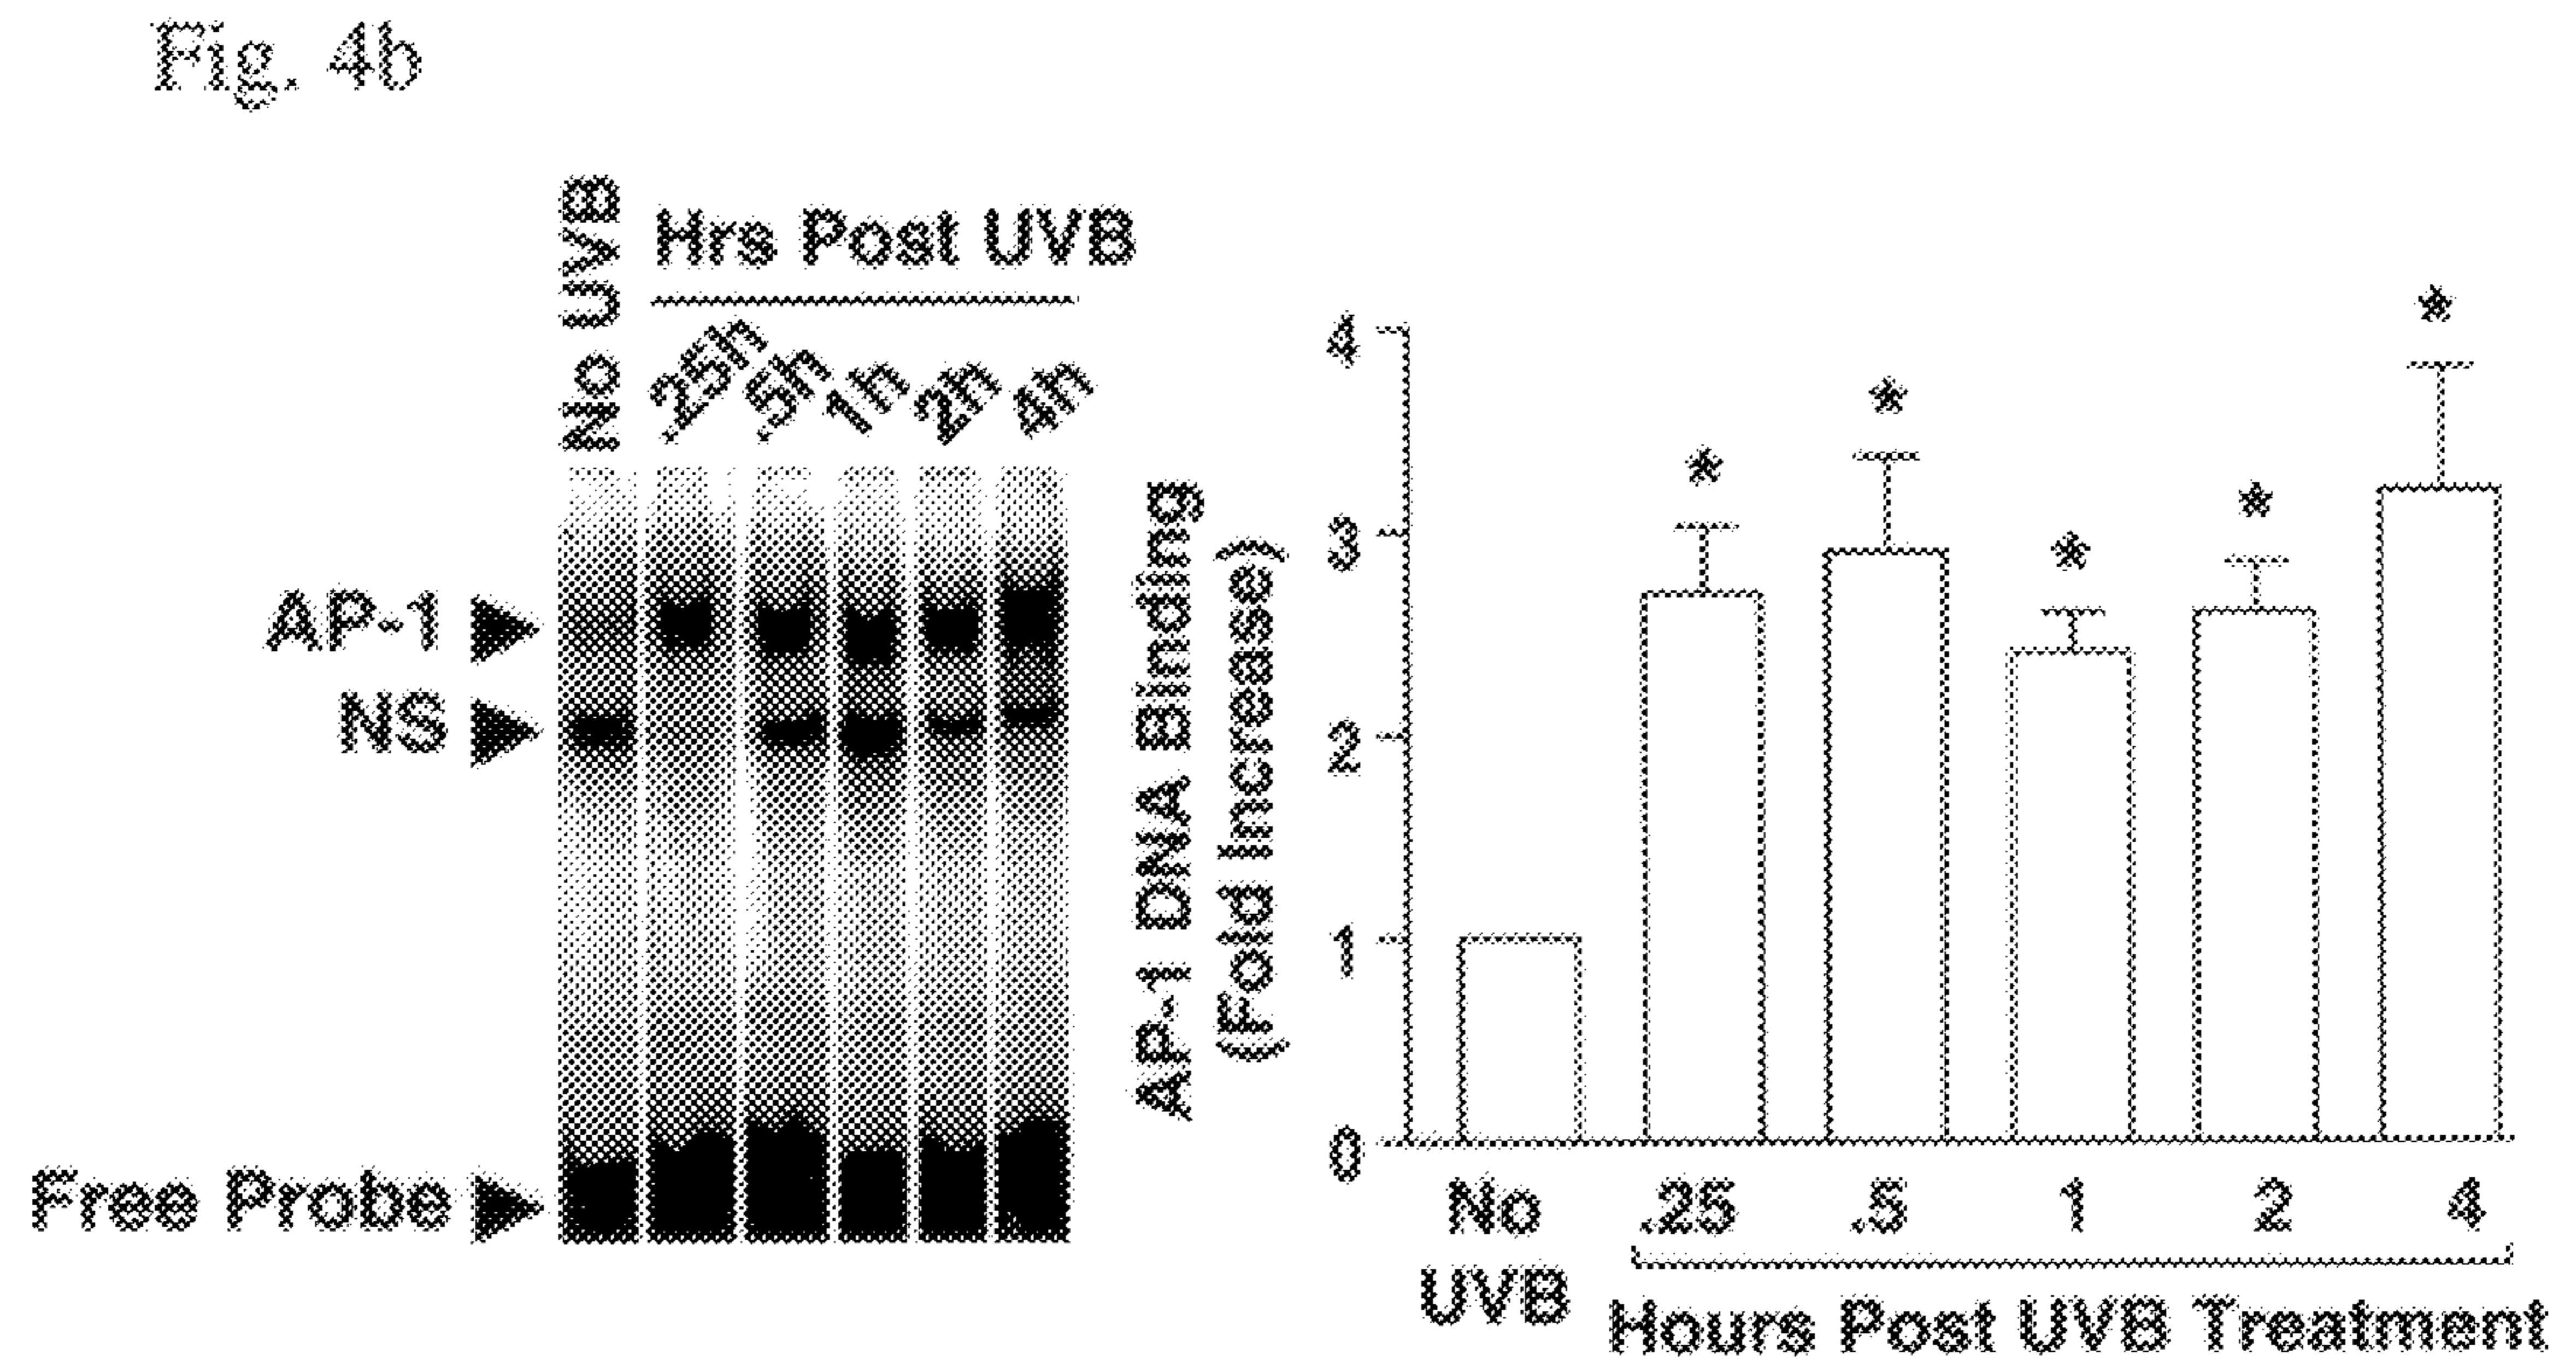 Fig. 4b
No UVB
Hrs Post UVB
.25h
.5h
1h
2h
4h
AP-1
NS
Free Probe
AP-1 DNA Binding
(Fold Increase)
4
3
2
1
0
*
*
*
*
*
No
UVB
.25
.5
1
2
4
Hours Post UVB Treatment